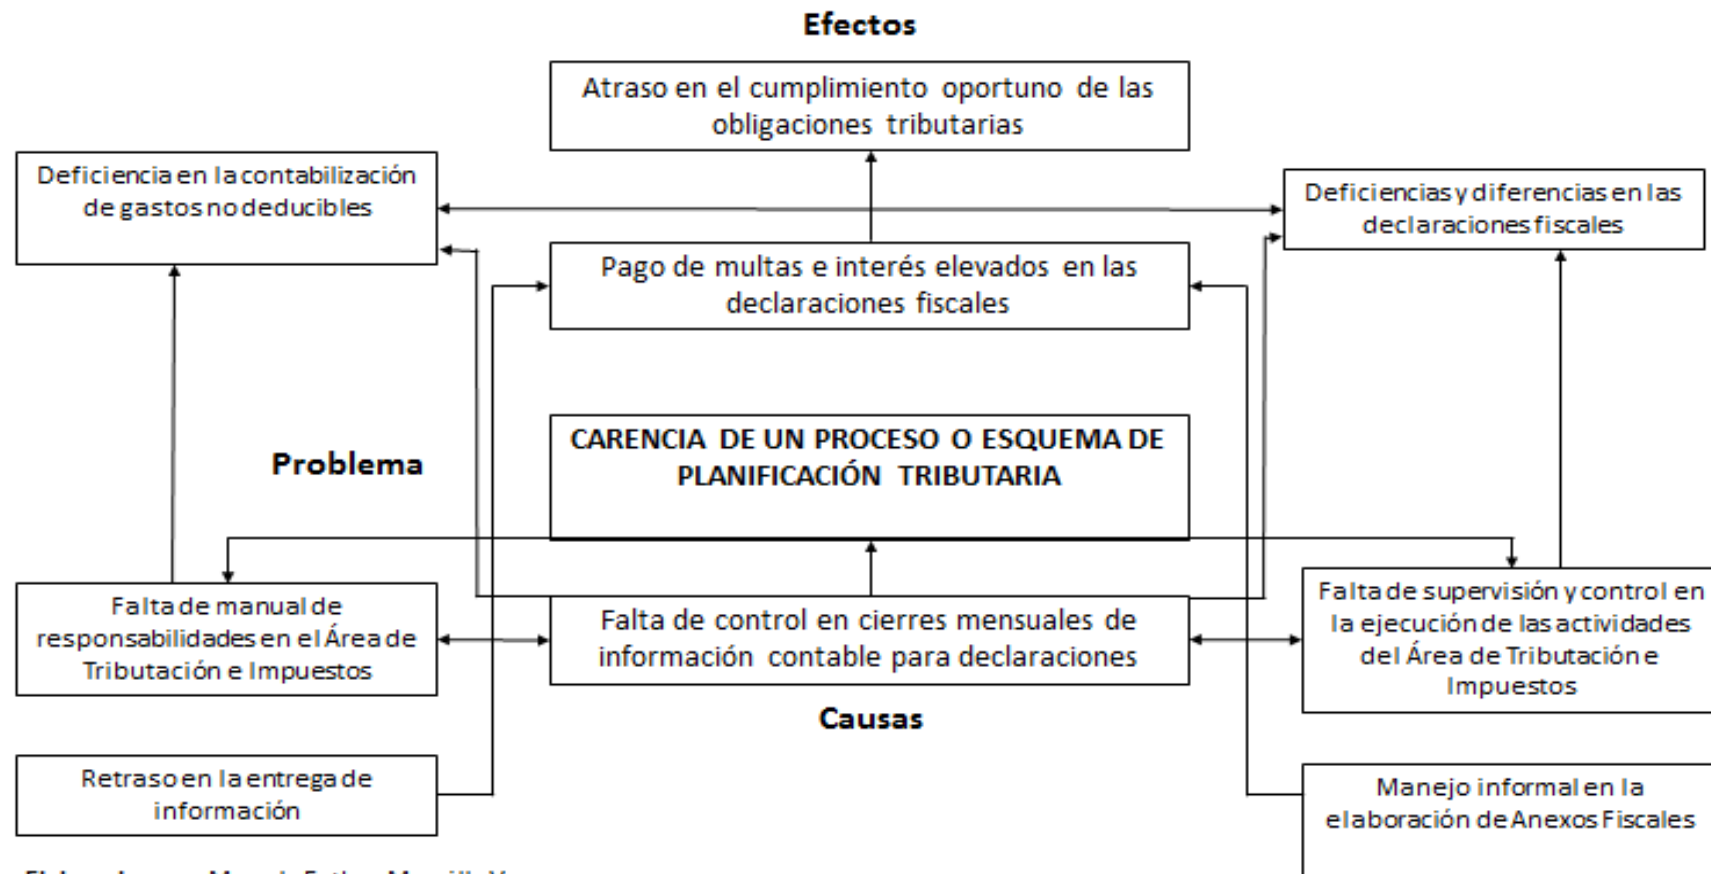 Efectos
Atraso en el cumplimiento oportuno de las
obligaciones tributarias
Deficiencia en la contabilización
de gastos no deducibles
Deficiencias y diferencias en las
declaraciones fiscales
Pago de multas e interés elevados en las
declaraciones fiscales
CARENCIA DE UN PROCESO O ESQUEMA DE
PLANIFICACIÓN TRIBUTARIA
Problema
Falta de manual de
responsabilidades en el Área de
Tributación e Impuestos
Falta de control en cierres mensuales de
información contable para declaraciones
Falta de supervisión y control en
la ejecución de las actividades
del Área de Tributación e
Impuestos
Causas
Retraso en la entrega de
información
Manejo informal en la
elaboración de Anexos Fiscales